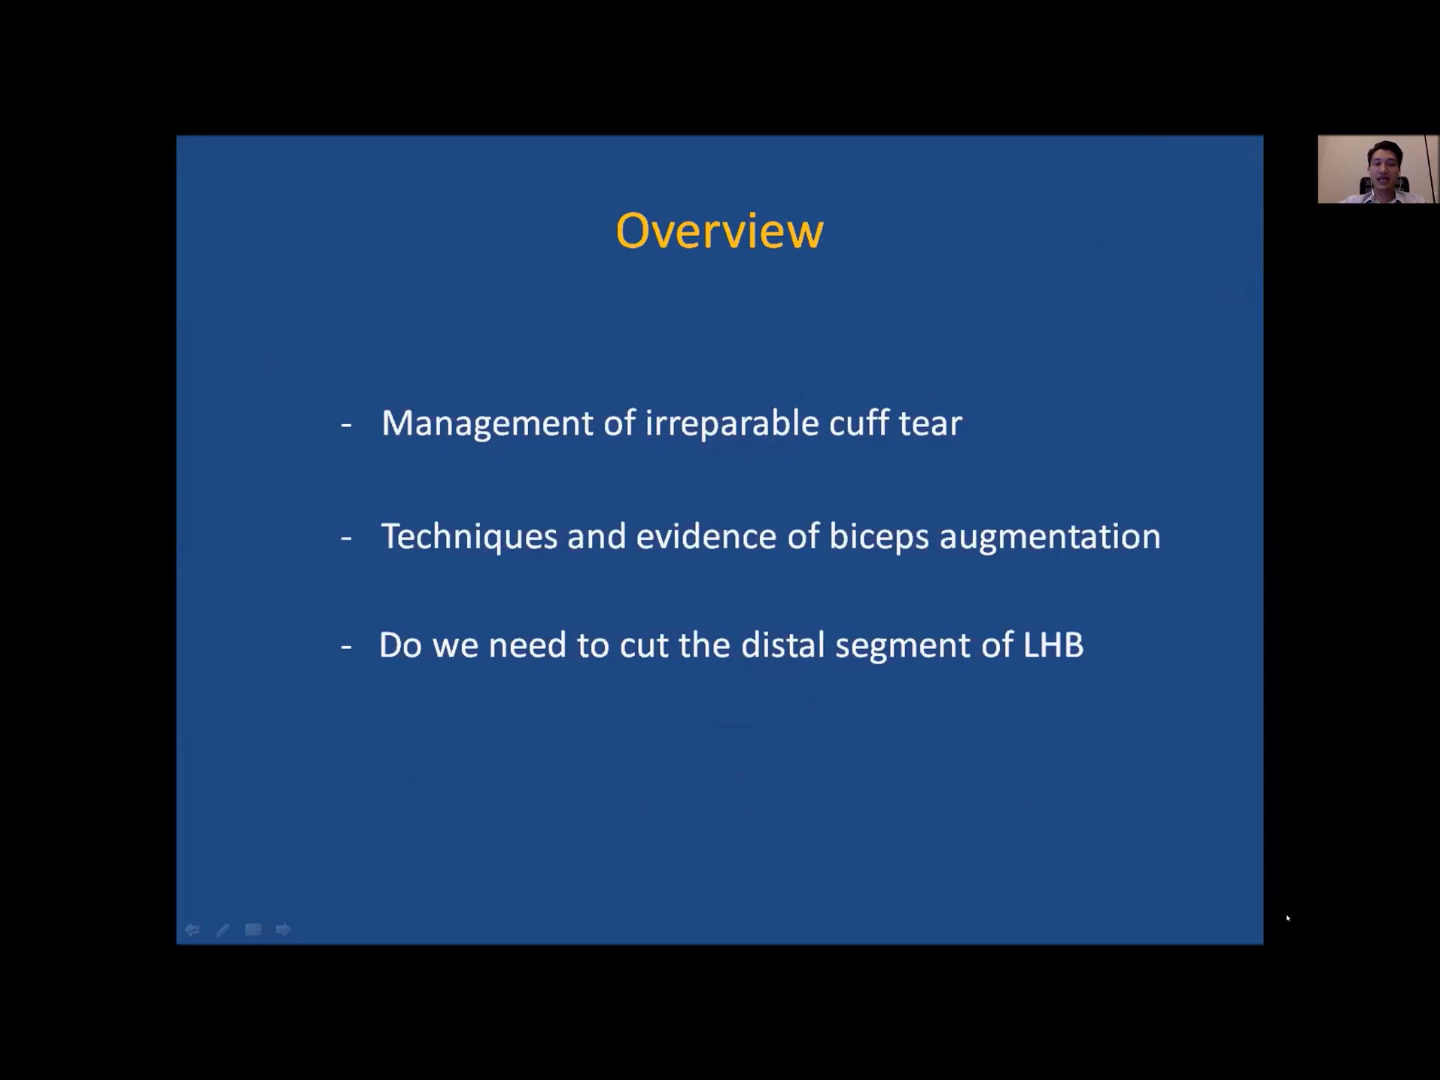 Overview
- Management of irreparable cuff tear
- Techniques and evidence of biceps augmentation
- Do we need to cut the distal segment of LHB